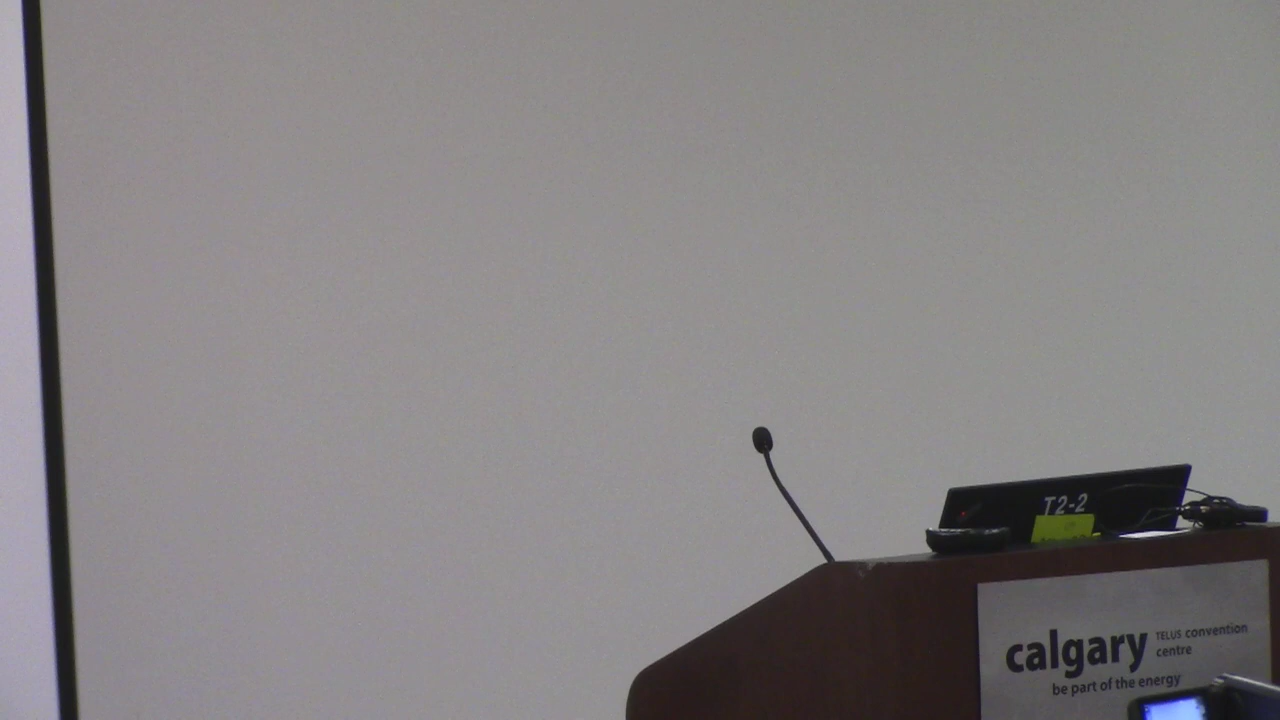 T2-2
calgary TELUS convention
centre
be part of the energy